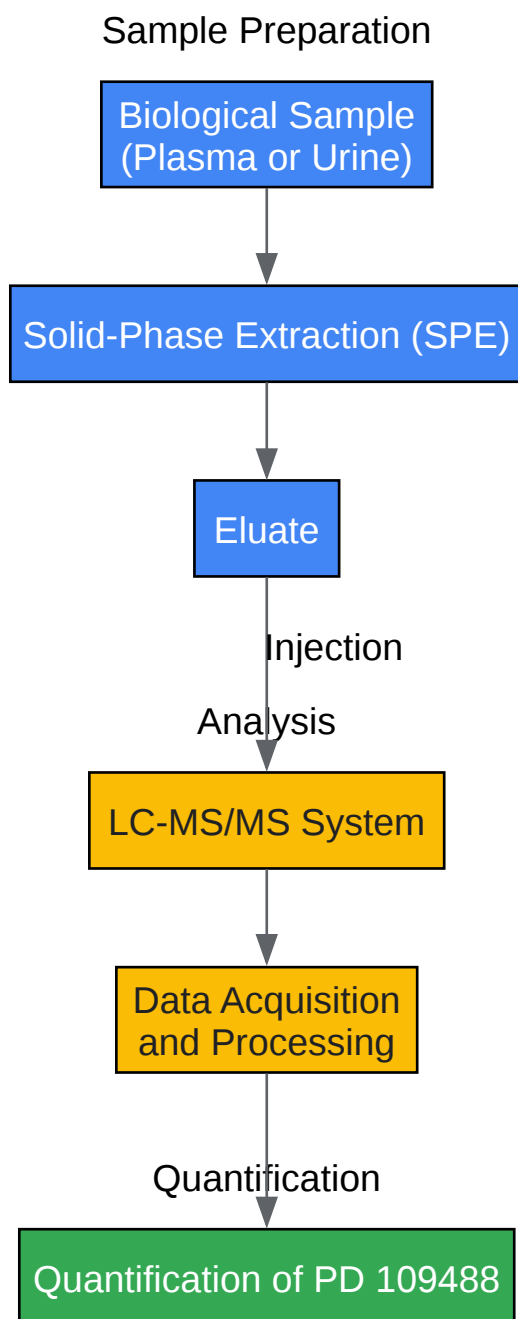 Sample Preparation
Biological Sample
(Plasma or Urine)
Solid-Phase Extraction (SPE)
Eluate
Injection
Analysis
LC-MS/MS System
Data Acquisition
and Processing
Quantification
Quantification of PD 109488